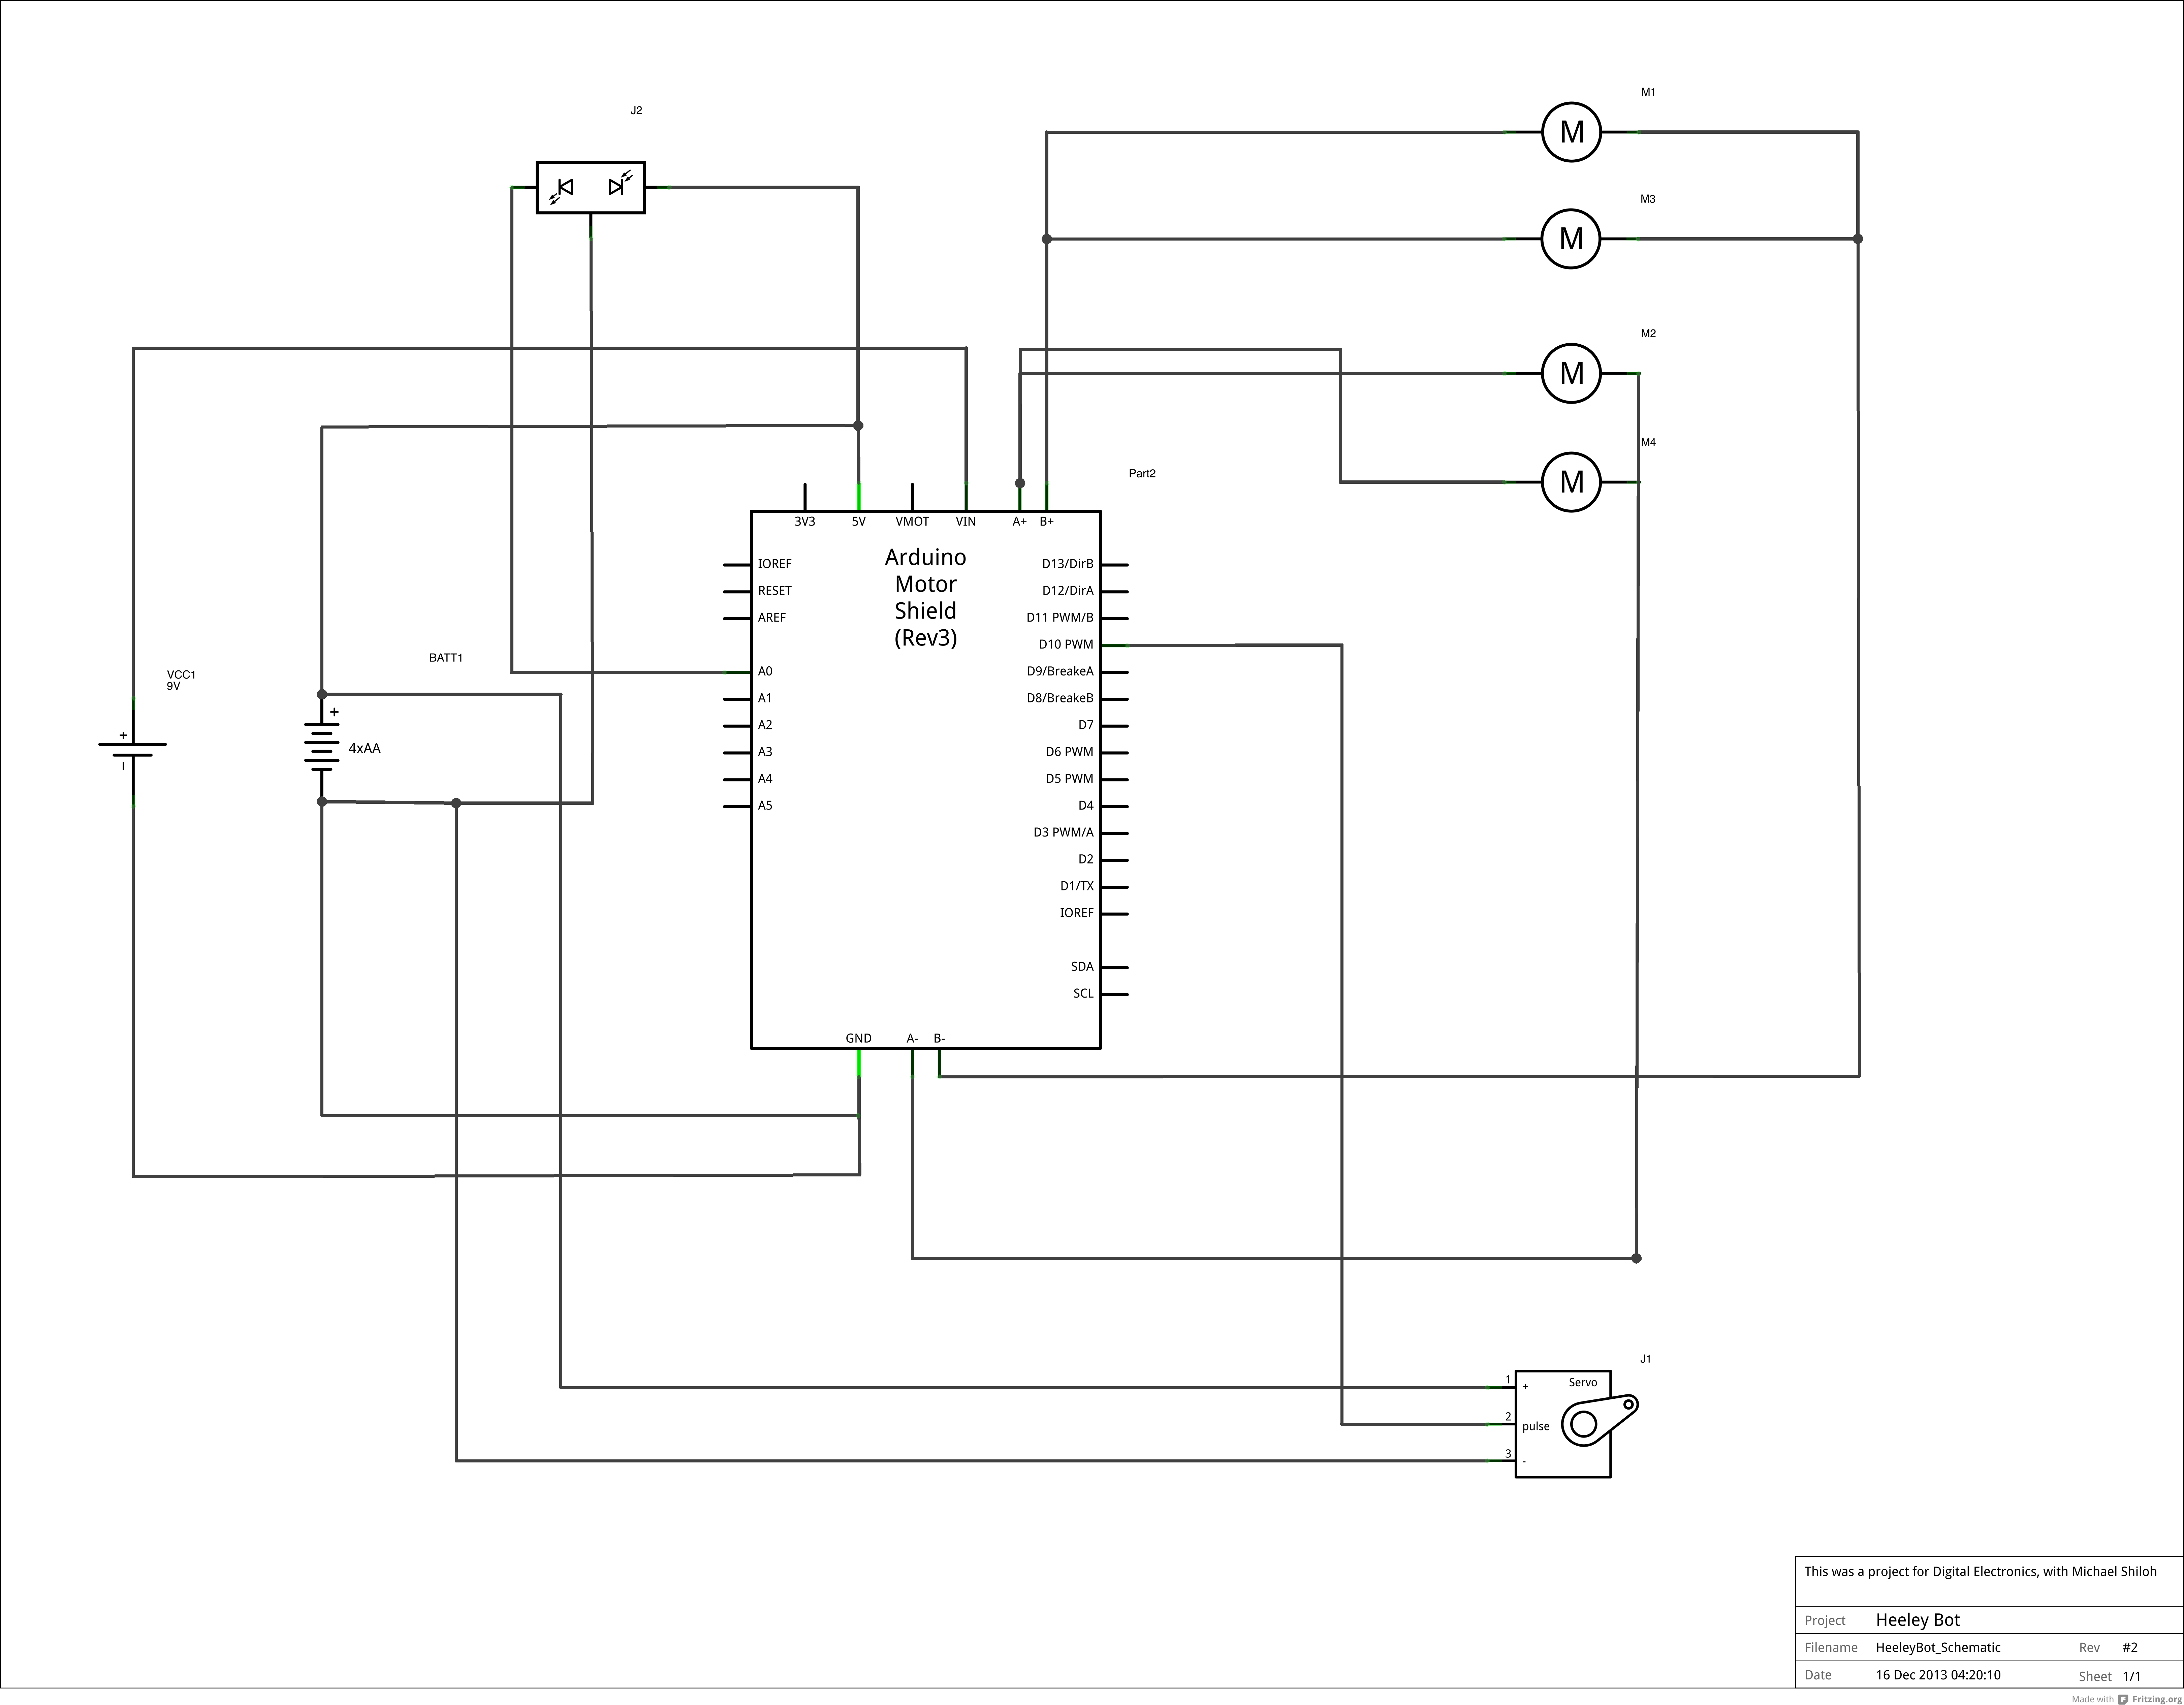 J2
M1
M
M3
M
M2
M
M4
M
Part2
3V3 5V VMOT VIN A+ B+
Arduino
Motor
Shield
(Rev3)
IOREF
RESET
AREF
A0
A1
A2
A3
A4
A5
D13/DirB
D12/DirA
D11 PWM/B
D10 PWM
D9/BreakeA
D8/BreakeB
D7
D6 PWM
D5 PWM
D4
D3 PWM/A
D2
D1/TX
IOREF
SDA
SCL
GND A- B-
BATT1
VCC1
9V
+
4xAA
+
-
J1
Servo
1 +
2 pulse
3 -
This was a project for Digital Electronics, with Michael Shiloh
Project Heeley Bot
Filename HeeleyBot_Schematic Rev #2
Date 16 Dec 2013 04:20:10 Sheet 1/1
Made with Fritzing.org